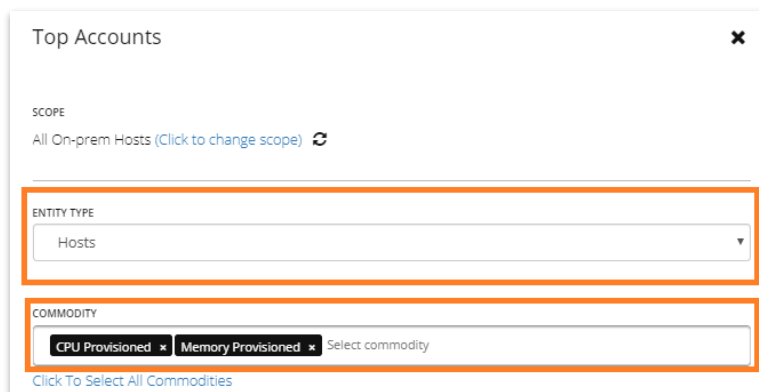 Top Accounts
SCOPE
All On-prem Hosts (Click to change scope)
ENTITY TYPE
Hosts
COMMODITY
CPU Provisioned × Memory Provisioned × Select commodity
Click To Select All Commodities